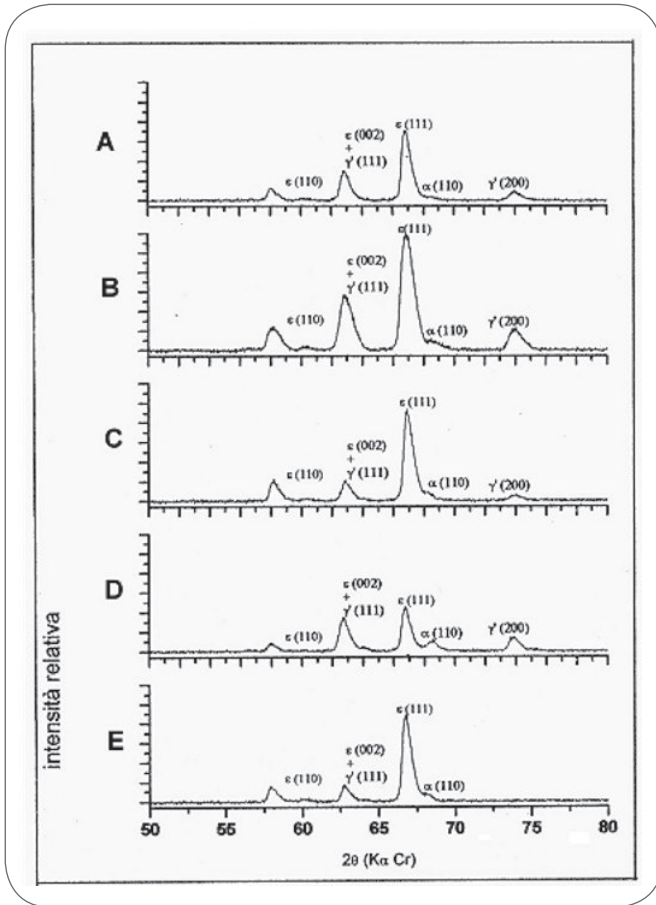 A
ε (110)
ε (002)
+
γ' (111)
ε (111)
α (110)
γ' (200)
B
ε (110)
ε (002)
+
γ' (111)
ε(111)
α (110)
γ' (200)
C
ε (110)
ε (002)
+
γ' (111)
ε (111)
α (110)
γ' (200)
D
ε (110)
ε (002)
+
γ' (111)
ε (111)
α (110)
γ' (200)
E
ε (110)
ε (002)
+
γ' (111)
ε (111)
α (110)
50 55 60 65 70 75 80
2θ (Kα Cr)
intensità relativa